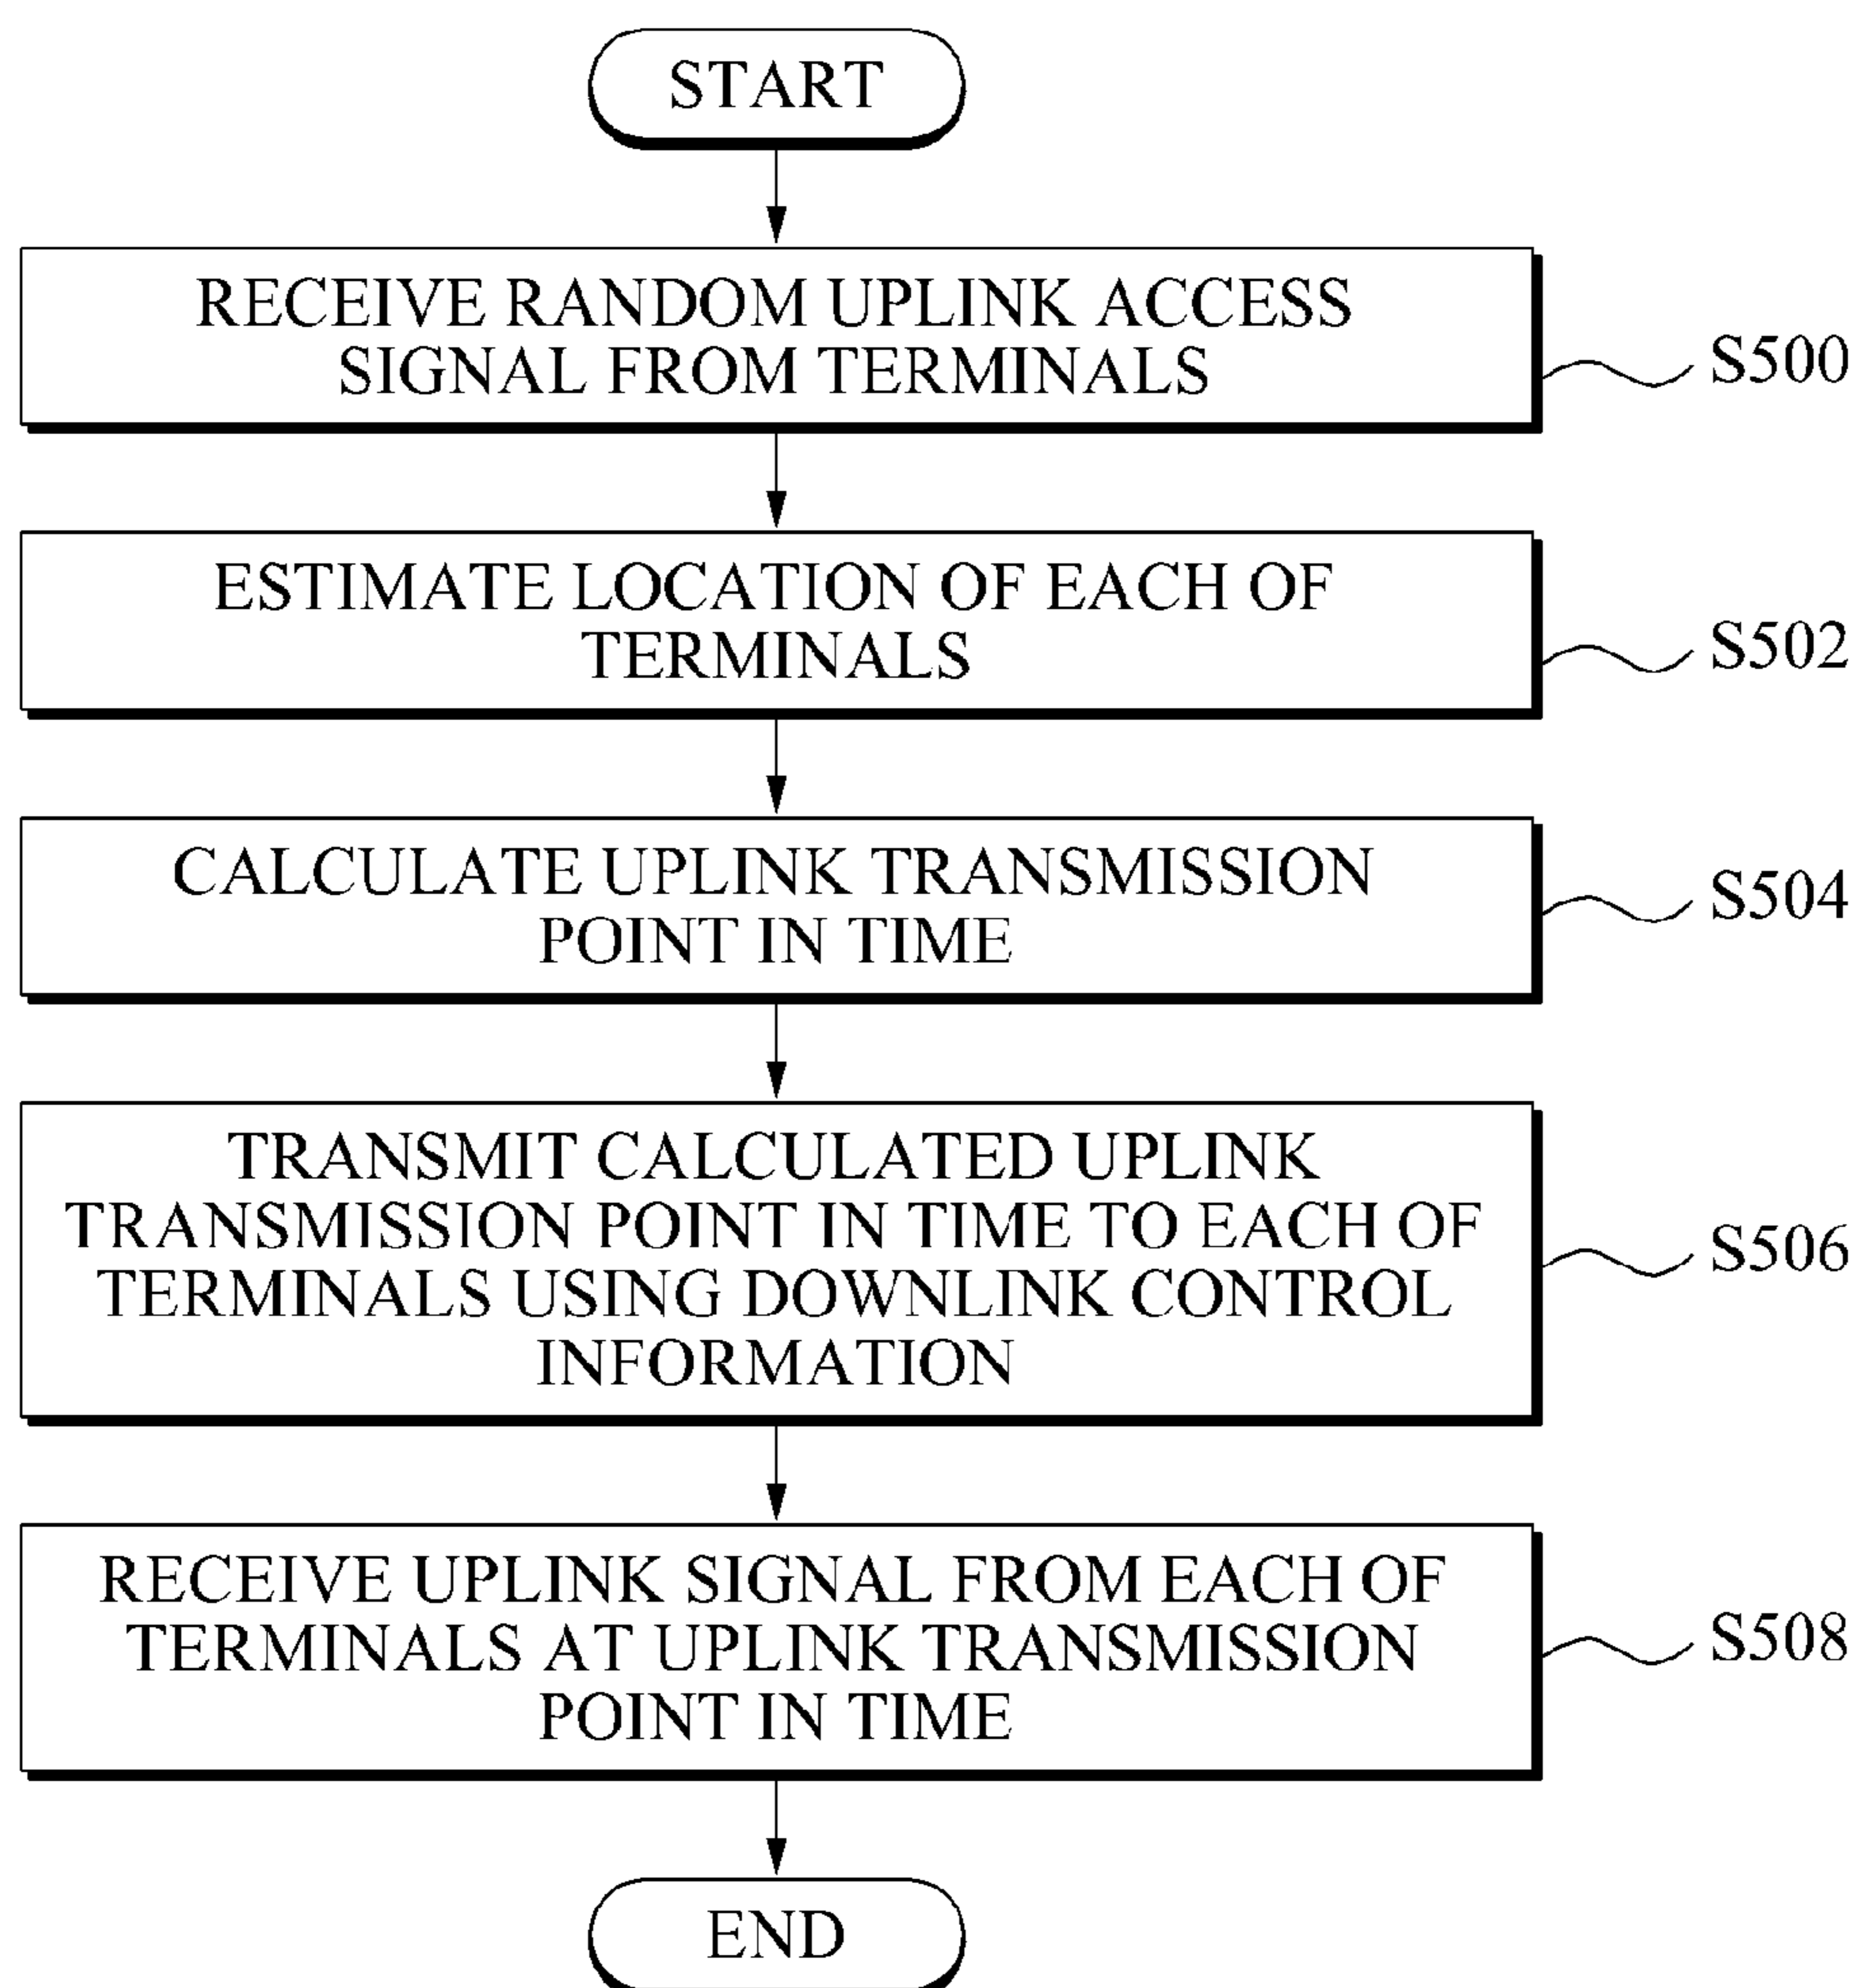 START
RECEIVE RANDOM UPLINK ACCESS
SIGNAL FROM TERMINALS
S500
ESTIMATE LOCATION OF EACH OF
TERMINALS
S502
CALCULATE UPLINK TRANSMISSION
POINT IN TIME
S504
TRANSMIT CALCULATED UPLINK
TRANSMISSION POINT IN TIME TO EACH OF
TERMINALS USING DOWNLINK CONTROL
INFORMATION
S506
RECEIVE UPLINK SIGNAL FROM EACH OF
TERMINALS AT UPLINK TRANSMISSION
POINT IN TIME
S508
END